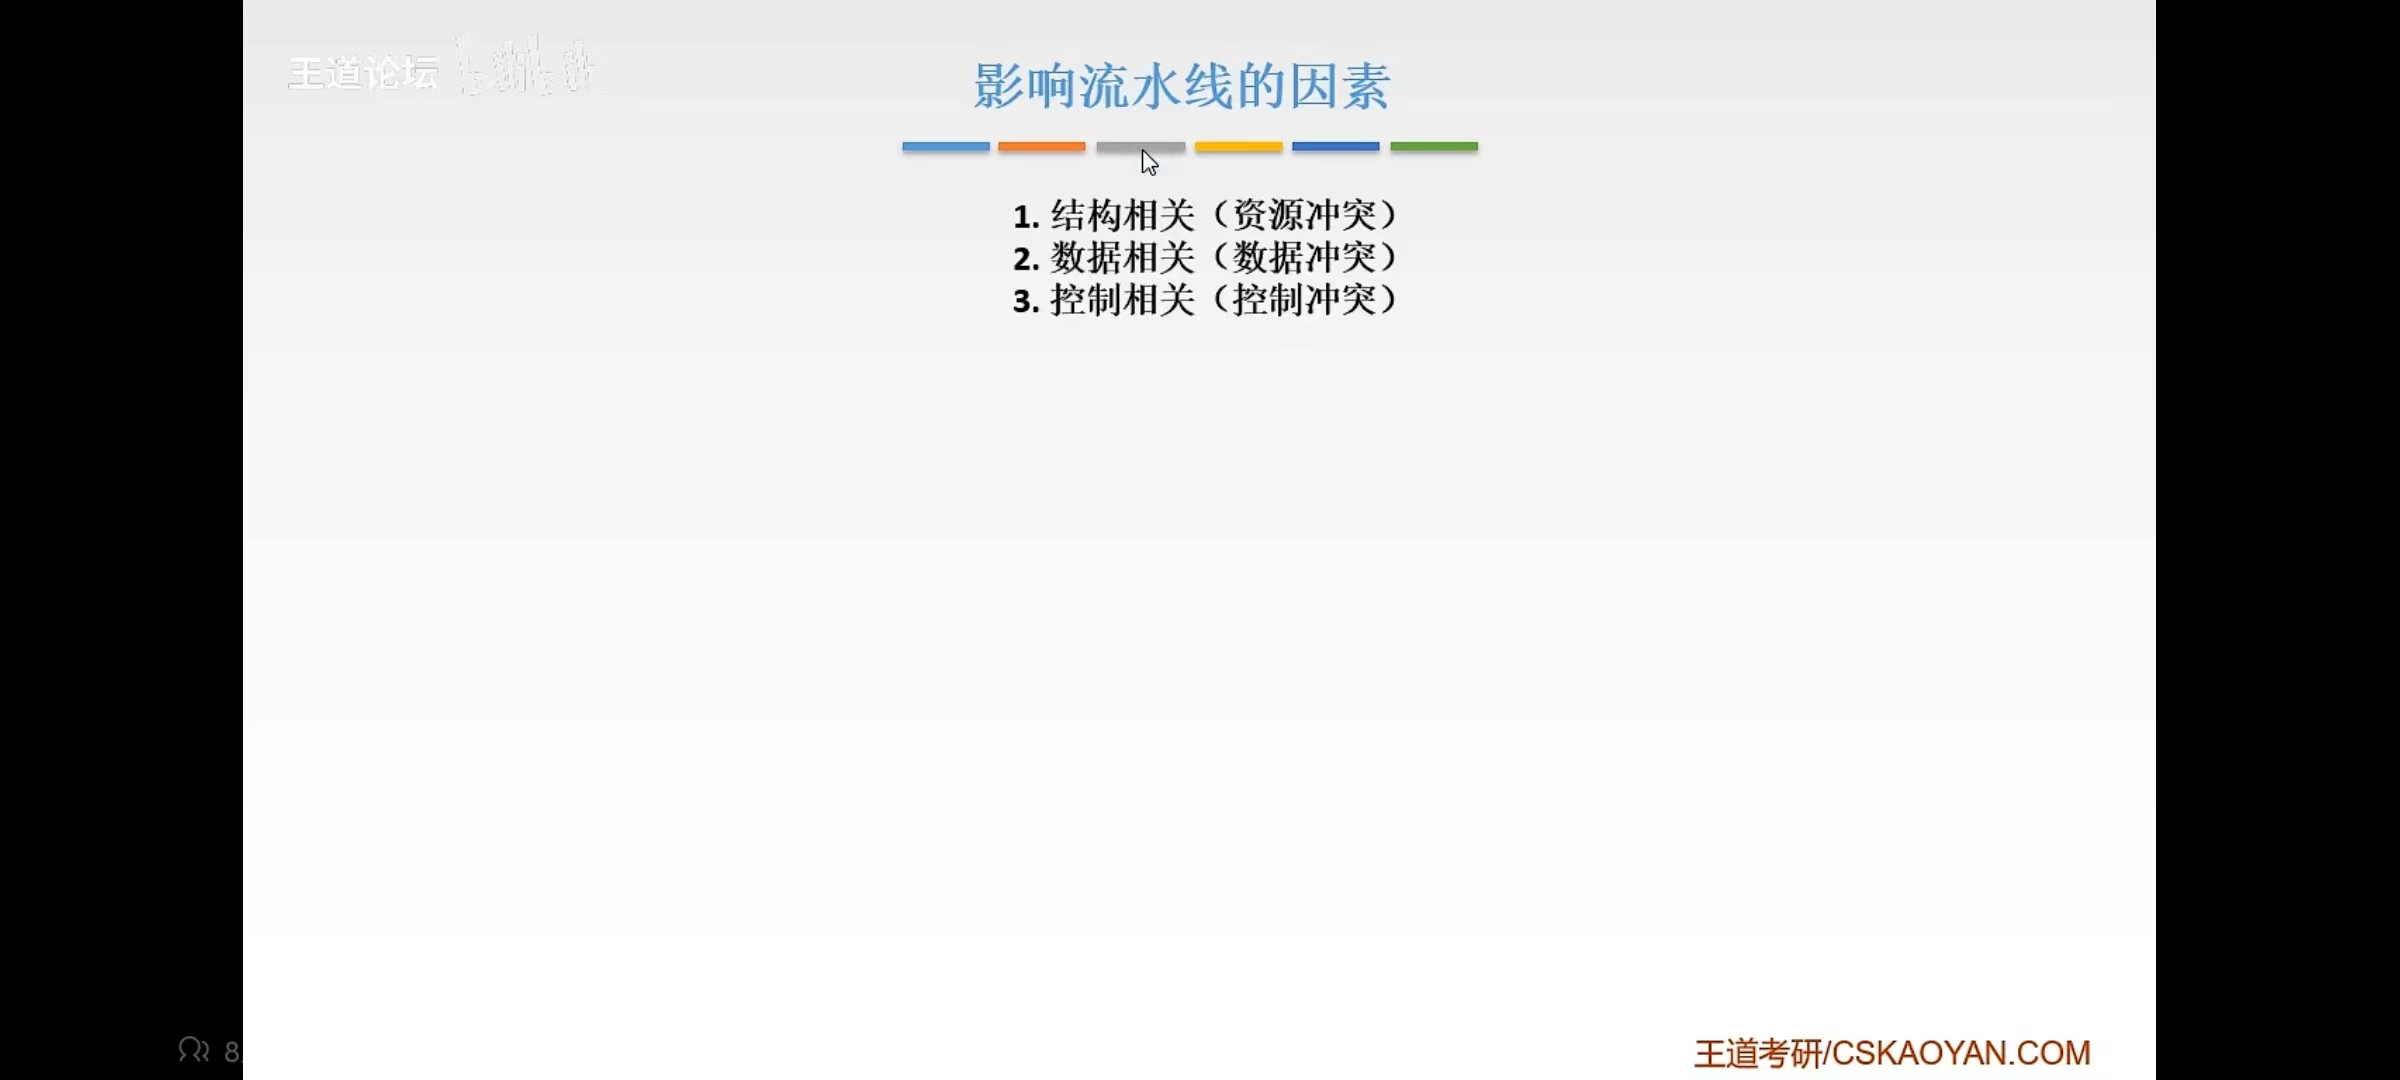 王道论坛
影响流水线的因素
1. 结构相关（资源冲突）
2. 数据相关（数据冲突）
3. 控制相关（控制冲突）
8
王道考研/CSKAOYAN.COM